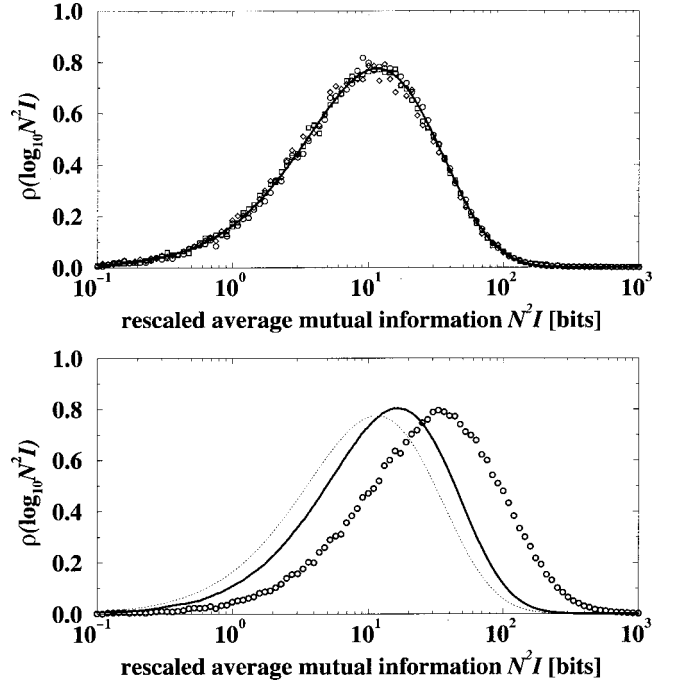 1.0
0.8
0.6
0.4
0.2
0.0
ρ(log₁₀N²I)
10⁻¹ 10⁰ 10¹ 10² 10³
rescaled average mutual information N²I [bits]
1.0
0.8
0.6
0.4
0.2
0.0
ρ(log₁₀N²I)
10⁻¹ 10⁰ 10¹ 10² 10³
rescaled average mutual information N²I [bits]